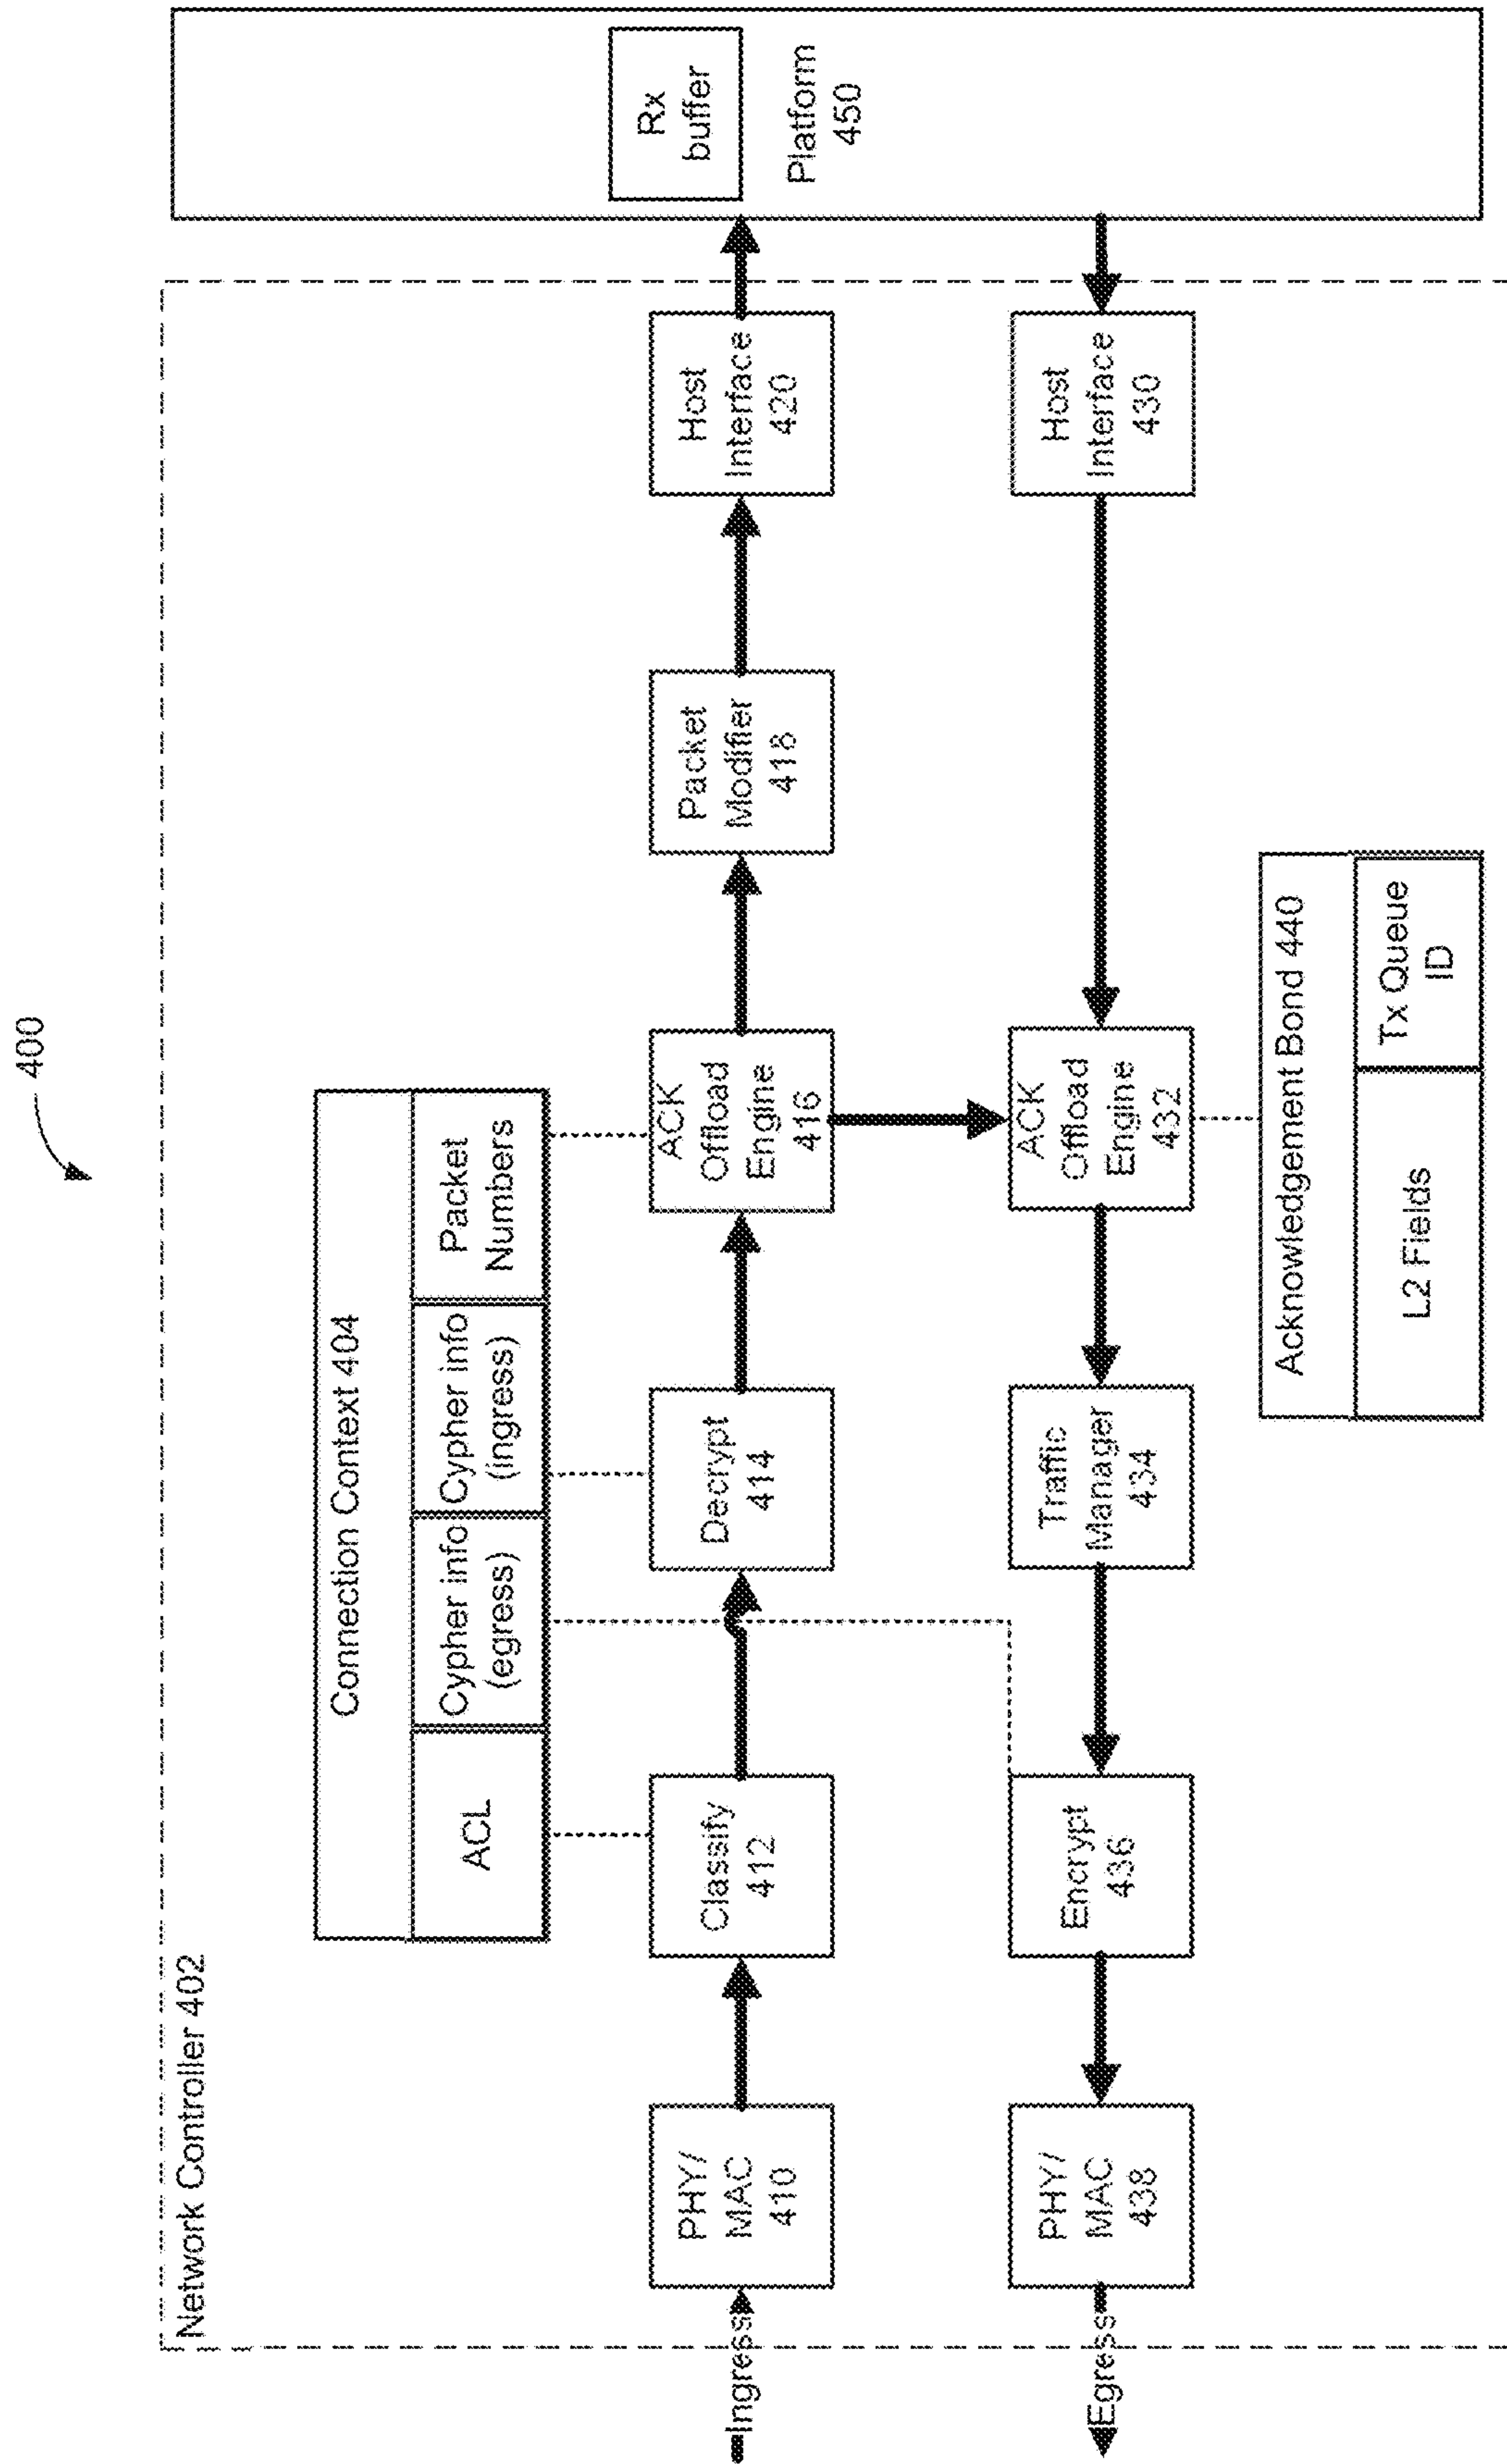 400
Network Controller 402
Connection Context 404
ACL
Cypher info
(egress)
Cypher info
(ingress)
Packet
Numbers
Ingress
PHY/
MAC
410
Classify
412
Decrypt
414
ACK
Offload
Engine
416
Packet
Modifier
418
Host
Interface
420
Rx
buffer
Platform
450
Egress
PHY/
MAC
438
Encrypt
436
Traffic
Manager
434
ACK
Offload
Engine
432
Host
Interface
430
Acknowledgement Bond 440
L2 Fields
Tx Queue
ID